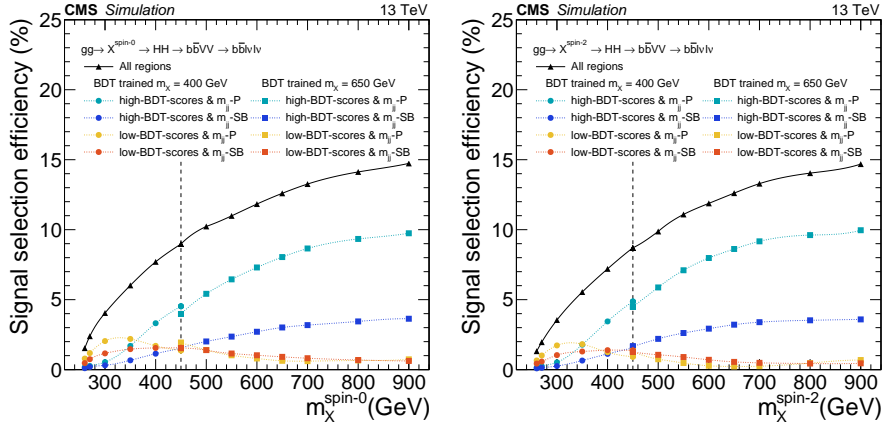 CMS Simulation 13 TeV
Signal selection efficiency (%)
gg→ X^spin-0 → HH → bb̄VV → bb̄lνlν
All regions
BDT trained m_X = 400 GeV BDT trained m_X = 650 GeV
high-BDT-scores & m_jj-P high-BDT-scores & m_jj-P
high-BDT-scores & m_jj-SB high-BDT-scores & m_jj-SB
low-BDT-scores & m_jj-P low-BDT-scores & m_jj-P
low-BDT-scores & m_jj-SB low-BDT-scores & m_jj-SB
25
20
15
10
5
0
300 400 500 600 700 800 900
m_X^spin-0 (GeV)
CMS Simulation 13 TeV
Signal selection efficiency (%)
gg→ X^spin-2 → HH → bb̄VV → bb̄lνlν
All regions
BDT trained m_X = 400 GeV BDT trained m_X = 650 GeV
high-BDT-scores & m_jj-P high-BDT-scores & m_jj-P
high-BDT-scores & m_jj-SB high-BDT-scores & m_jj-SB
low-BDT-scores & m_jj-P low-BDT-scores & m_jj-P
low-BDT-scores & m_jj-SB low-BDT-scores & m_jj-SB
25
20
15
10
5
0
300 400 500 600 700 800 900
m_X^spin-2 (GeV)